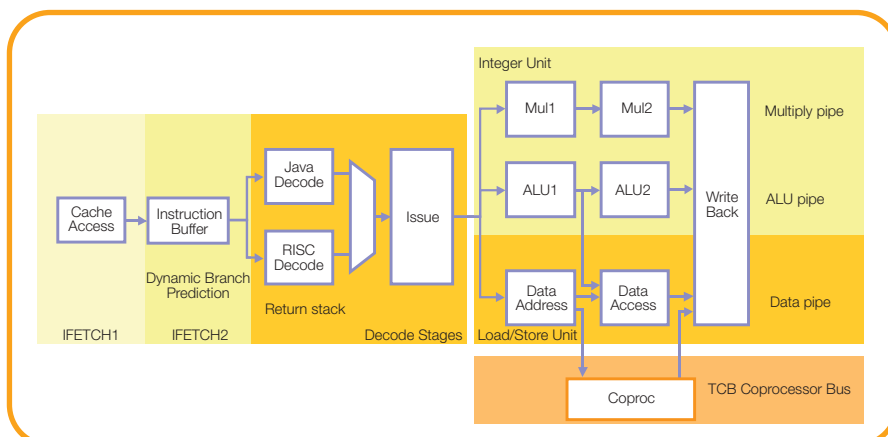 Integer Unit
Mul1
Mul2
Multiply pipe
Java
Decode
ALU1
ALU2
Write
Back
ALU pipe
Cache
Access
Instruction
Buffer
Issue
RISC
Decode
Dynamic Branch
Prediction
Return stack
Data
Address
Data
Access
Data pipe
IFETCH1
IFETCH2
Decode Stages
Load/Store Unit
Coproc
TCB Coprocessor Bus